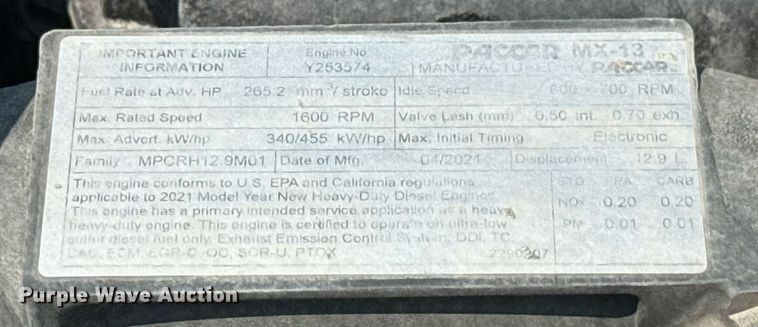 IMPORTANT ENGINE INFORMATION
Engine No. Y253574
PACCAR MX-13
MANUFACTURED PACCAR
Fuel Rate at Adv. HP 265.2 mm³/stroke Idle Speed 600 - 700 RPM
Max. Rated Speed 1600 RPM Valve Lash (mm) 0.50 int. 0.70 exh.
Max. Advert. kW/hp 340/455 kW/hp Max. Initial Timing Electronic
Family MPCRH12.9M01 Date of Mfg. 04/2021 Displacement 12.9 L
This engine conforms to U.S. EPA and California regulations STD EPA CARB
applicable to 2021 Model Year New Heavy-Duty Diesel Engines. NOx 0.20 0.20
This engine has a primary intended service application as a heavy
heavy-duty engine. This engine is certified to operate on ultra-low PM 0.01 0.01
sulfur diesel fuel only. Exhaust Emission Control System: DDI, TC,
CAC, ECM, EGR-C, OC, SCR-U, PTOX
Purple Wave Auction